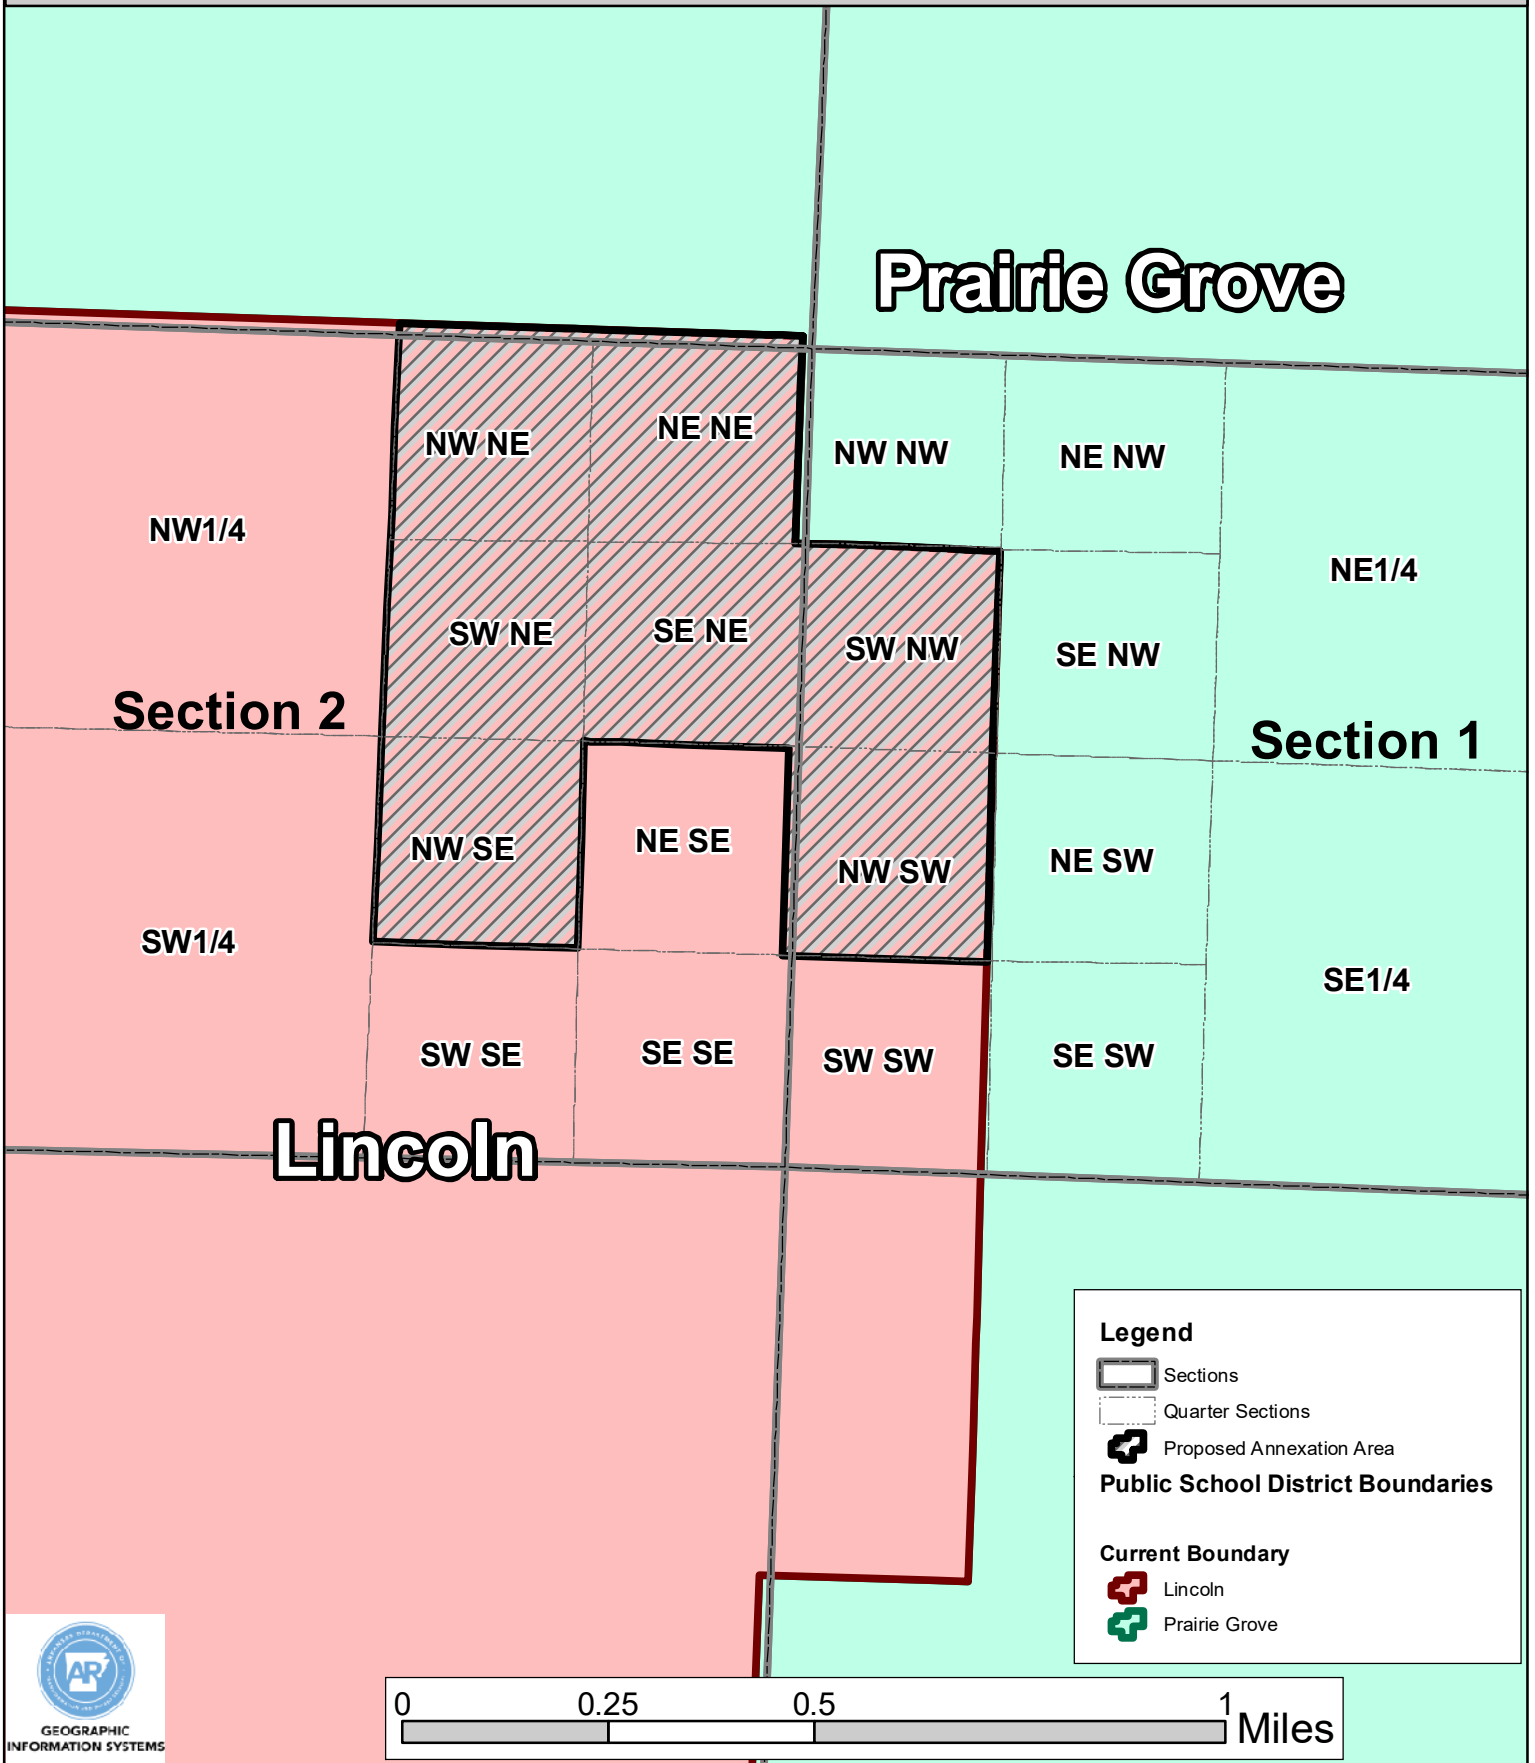 Prairie Grove
NW NE
NE NE
NW NW
NE NW
NW1/4
NE1/4
SW NE
SE NE
SW NW
SE NW
Section 2
Section 1
NW SE
NE SE
NW SW
NE SW
SW1/4
SE1/4
SW SE
SE SE
SW SW
SE SW
Lincoln
Legend
Sections
Quarter Sections
Proposed Annexation Area
Public School District Boundaries
Current Boundary
Lincoln
Prairie Grove
AR
GEOGRAPHIC
INFORMATION SYSTEMS
0 0.25 0.5 1
Miles